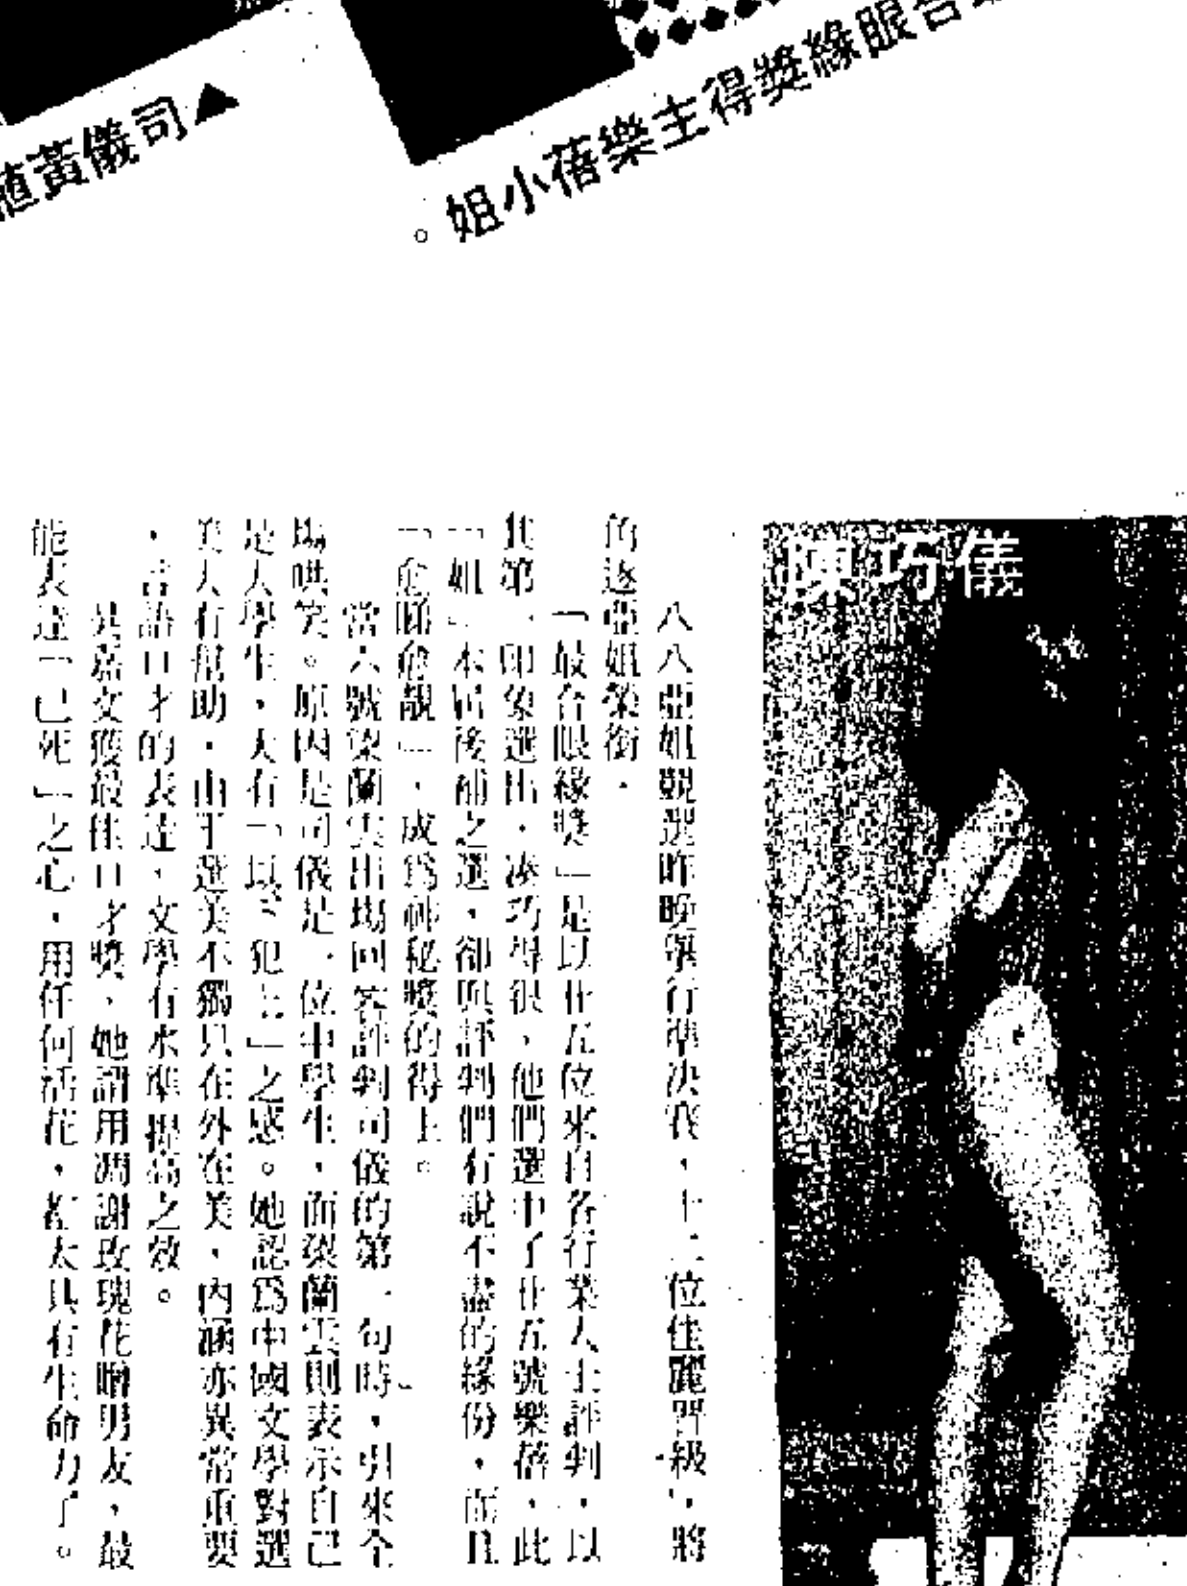 合眼緣獎得主樂蓓小姐。
▲司儀黃
陳巧儀
八八亞姐競選昨晚舉行準決賽,十二位佳麗晉級,將
角逐亞姐榮銜。
「最合眼緣獎」是以廿五位來自各行業人士評判,以
其第一印象選出,凑巧得很,他們選中了廿五號樂蓓,此
「姐」本屆後補之選,卻與評判們有說不盡的緣份,而且
「愈睇愈靚」,成爲神秘獎的得主。
當六號梁蘭雲出場回答評判司儀的第一句時,引來全
場哄笑。原因是司儀是一位中學生,而梁蘭雲則表示自己
是大學生,大有「以下犯上」之感。她認爲中國文學對選
美大有幫助,由于選美不獨只在外在美,內涵亦異常重要
,言語口才的表達,文學有水準提高之效。
吳嘉文獲最佳口才獎,她謂用凋謝玫瑰花贈男友,最
能表達「已死」之心,用任何活花,都太具有生命力了。